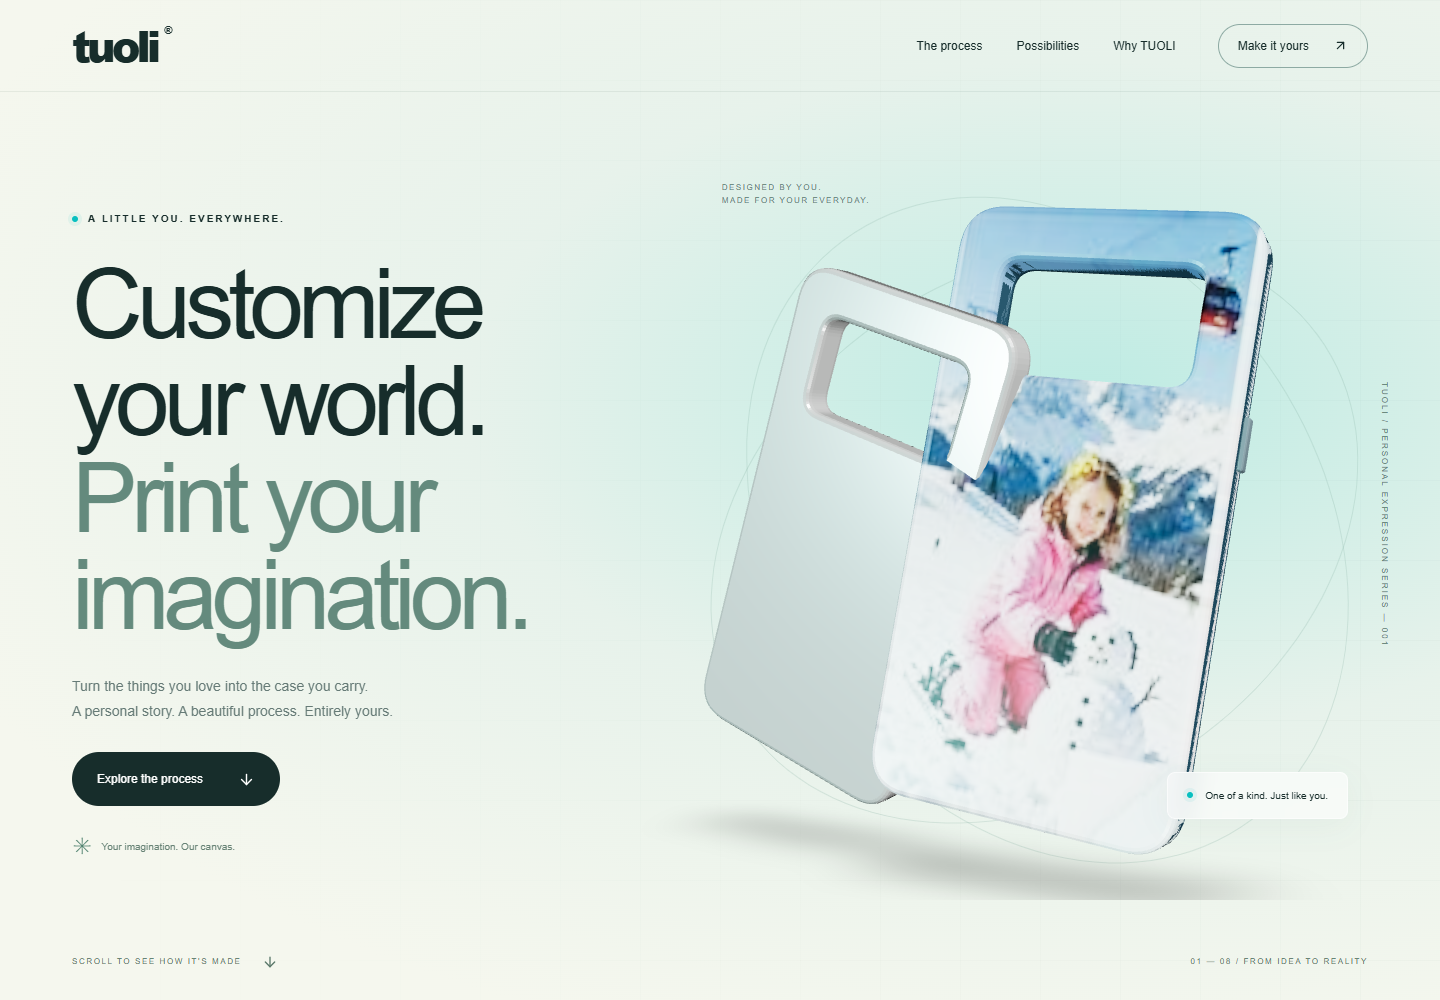 tuoli®
The process
Possibilities
Why TUOLI
Make it yours
DESIGNED BY YOU.
MADE FOR YOUR EVERYDAY.
A LITTLE YOU. EVERYWHERE.
Customize
your world.
Print your
imagination.
Turn the things you love into the case you carry.
A personal story. A beautiful process. Entirely yours.
Explore the process
Your imagination. Our canvas.
TUOLI / PERSONAL EXPRESSION SERIES — 001
One of a kind. Just like you.
SCROLL TO SEE HOW IT'S MADE
01 — 08 / FROM IDEA TO REALITY